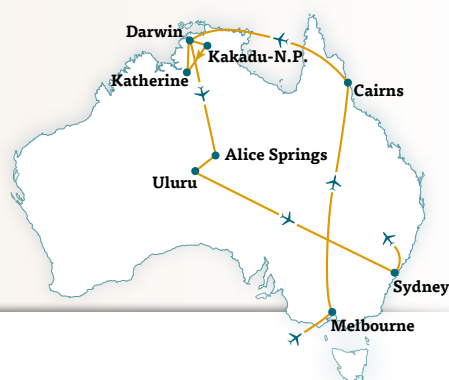 Darwin
Kakadu-N.P.
Katherine
Cairns
Alice Springs
Uluru
Sydney
Melbourne